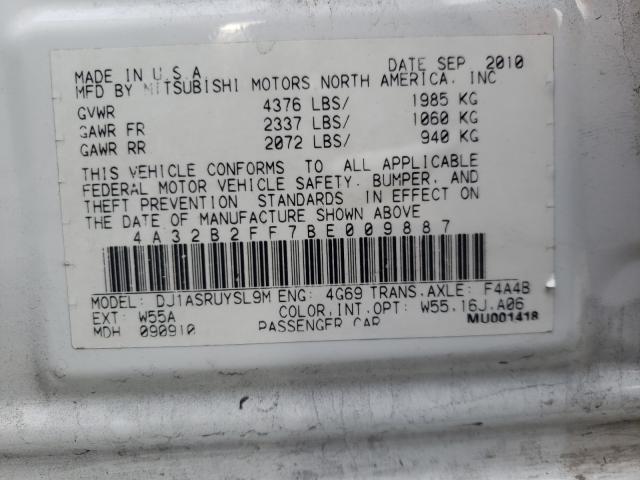 MADE IN U.S.A. DATE SEP 2010
MFD BY MITSUBISHI MOTORS NORTH AMERICA, INC
GVWR 4376 LBS/ 1985 KG
GAWR FR 2337 LBS/ 1060 KG
GAWR RR 2072 LBS/ 940 KG
THIS VEHICLE CONFORMS TO ALL APPLICABLE
FEDERAL MOTOR VEHICLE SAFETY, BUMPER, AND
THEFT PREVENTION STANDARDS IN EFFECT ON
THE DATE OF MANUFACTURE SHOWN ABOVE
4A32B2FF7BE009887
MODEL: DJ1ASRUYSL9M ENG: 4G69 TRANS.AXLE: F4A4B
EXT: W55A COLOR,INT.OPT: W55.16J.A06
MDH 090910 PASSENGER CAR MU001418